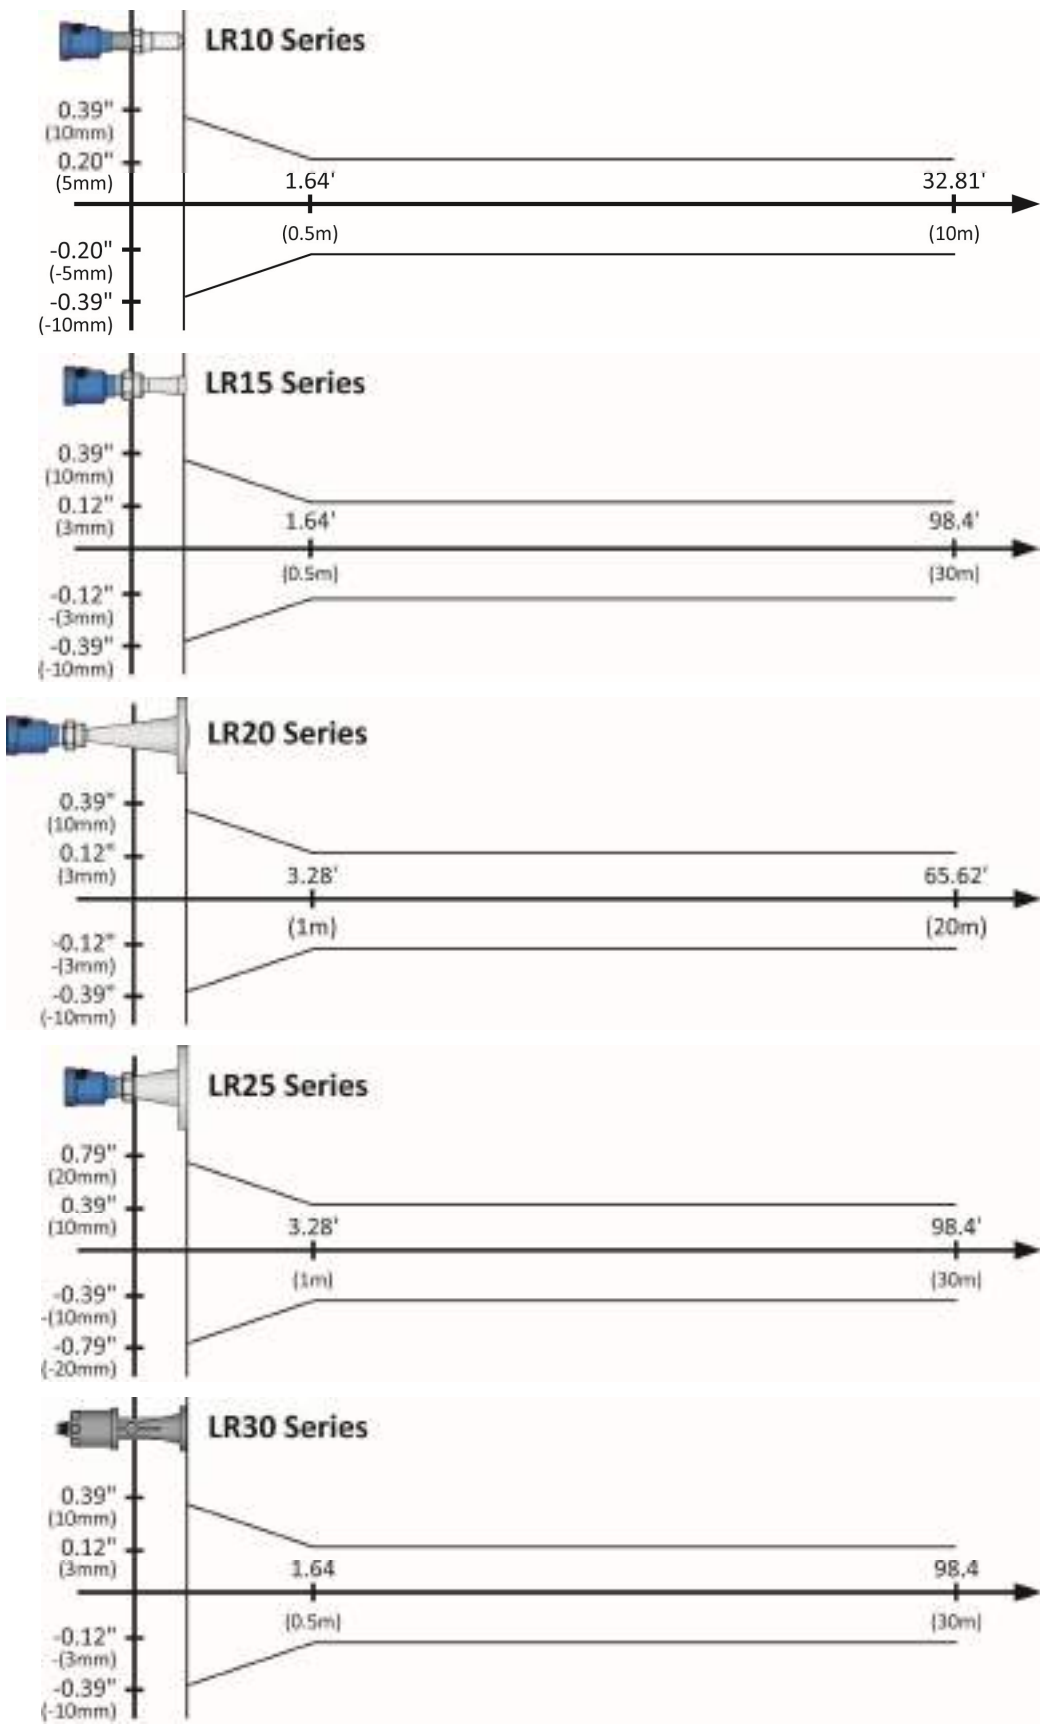 LR10 Series
0.39"
(10mm)
0.20"
(5mm)
1.64'
32.81'
(0.5m)
(10m)
-0.20"
(-5mm)
-0.39"
(-10mm)
LR15 Series
0.39"
(10mm)
0.12"
(3mm)
1.64'
98.4'
(0.5m)
(30m)
-0.12"
-(3mm)
-0.39"
(-10mm)
LR20 Series
0.39"
(10mm)
0.12"
(3mm)
3.28'
65.62'
(1m)
(20m)
-0.12"
-(3mm)
-0.39"
(-10mm)
LR25 Series
0.79"
(20mm)
0.39"
(10mm)
3.28'
98.4'
(1m)
(30m)
-0.39"
-(10mm)
-0.79"
(-20mm)
LR30 Series
0.39"
(10mm)
0.12"
(3mm)
1.64
98.4
(0.5m)
(30m)
-0.12"
-(3mm)
-0.39"
(-10mm)